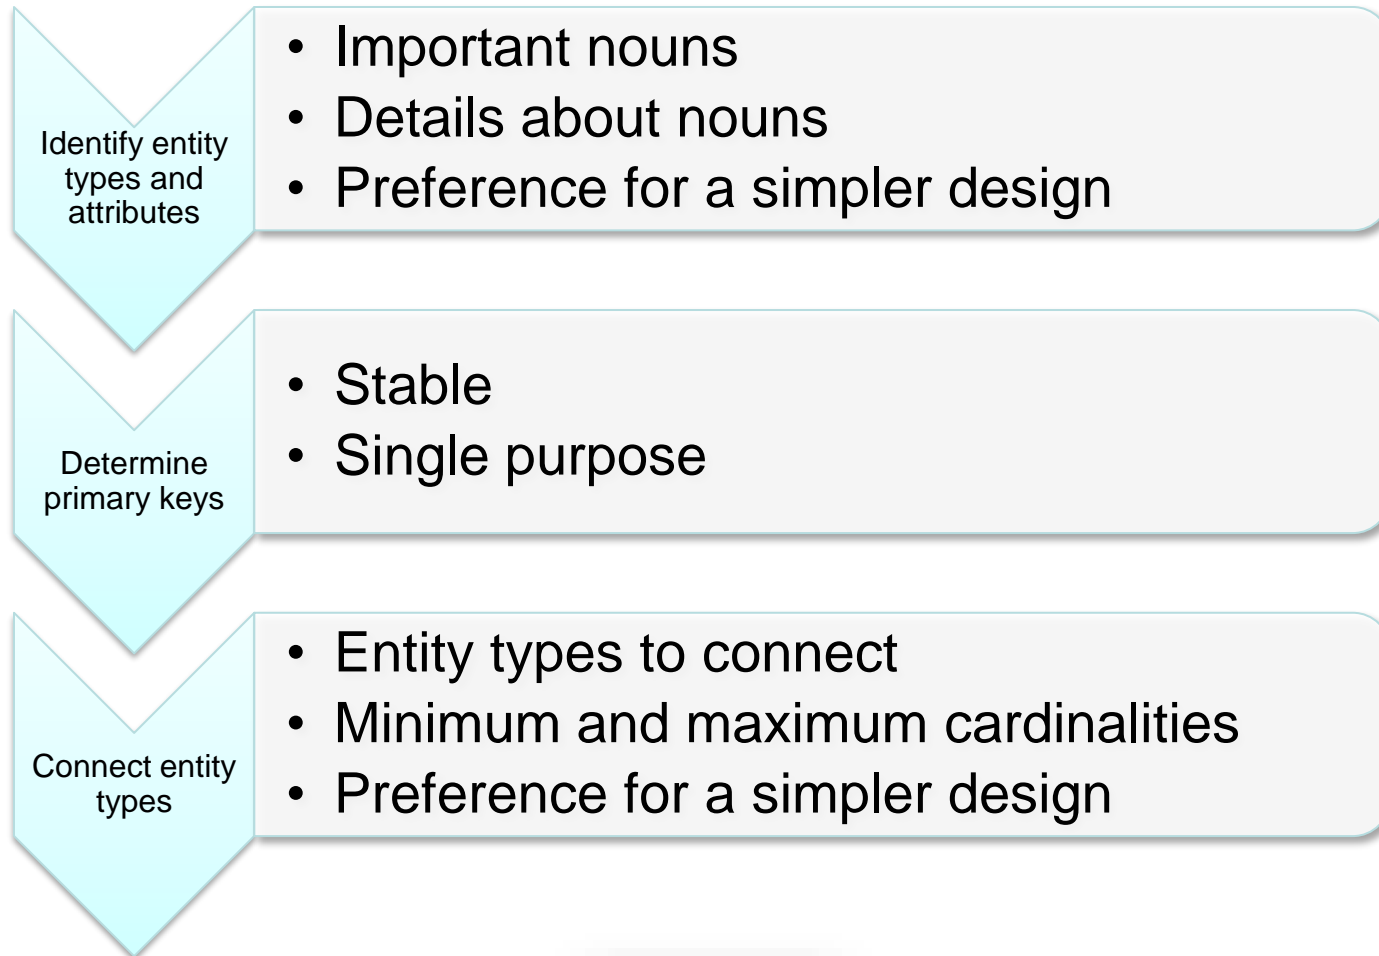 Identify entity
types and
attributes
• Important nouns
• Details about nouns
• Preference for a simpler design
Determine
primary keys
• Stable
• Single purpose
Connect entity
types
• Entity types to connect
• Minimum and maximum cardinalities
• Preference for a simpler design